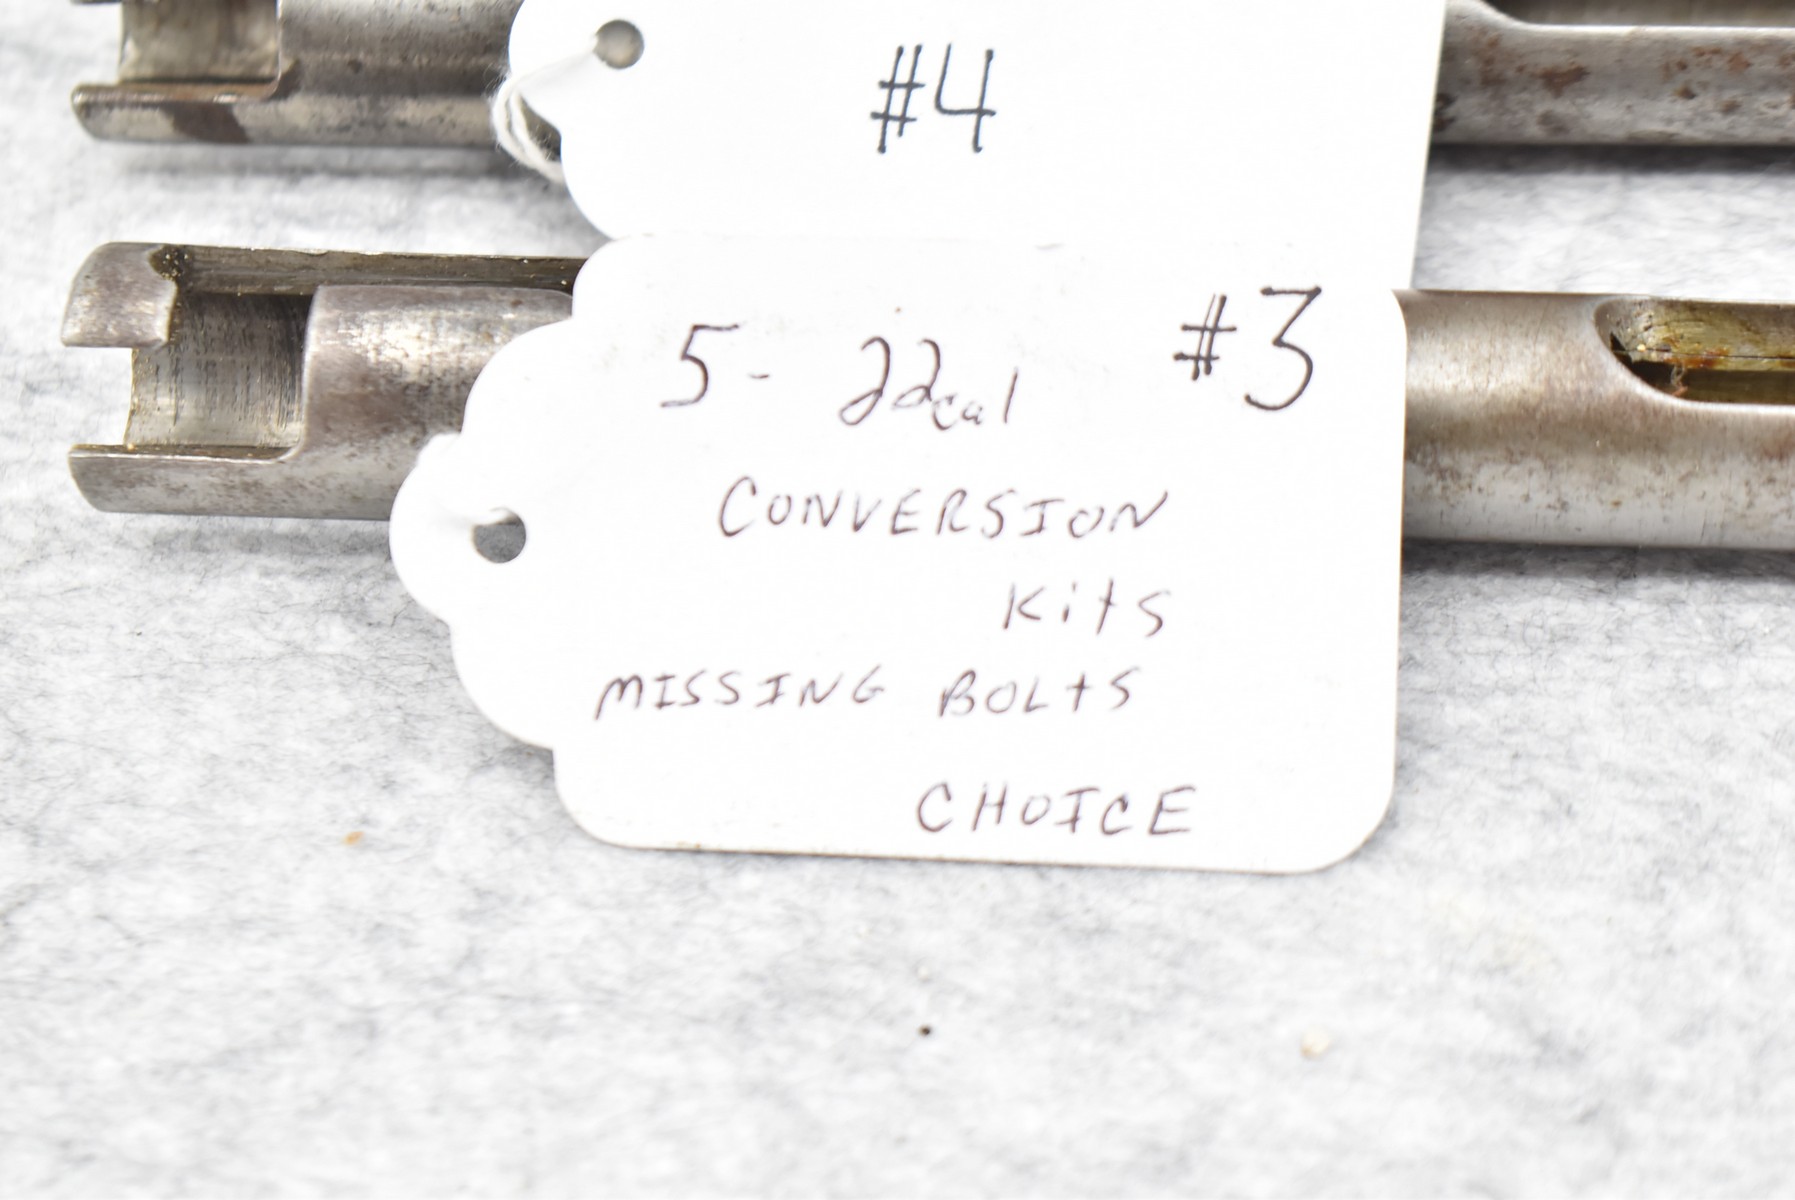 #4
5- 22cal #3
CONVERSION
Kits
MISSING BOLtS
CHOICE